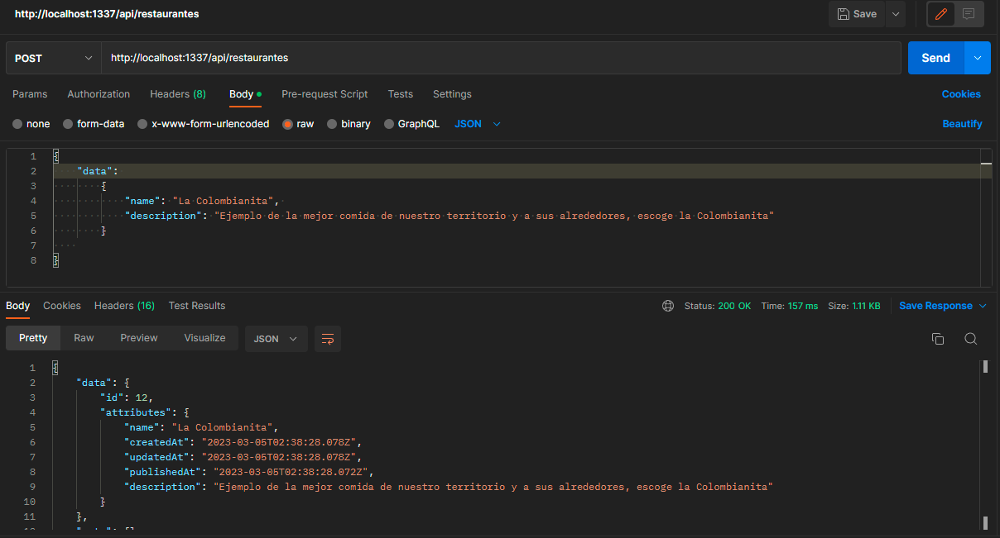 http://localhost:1337/api/restaurantes
Save
POST
http://localhost:1337/api/restaurantes
Send
Params Authorization Headers (8) Body Pre-request Script Tests Settings Cookies
none form-data x-www-form-urlencoded raw binary GraphQL JSON Beautify
1 {
2 "data":
3 {
4 "name": "La Colombianita",
5 "description": "Ejemplo de la mejor comida de nuestro territorio y a sus alrededores, escoge la Colombianita"
6 }
7
8 }
Body Cookies Headers (16) Test Results Status: 200 OK Time: 157 ms Size: 1.11 KB Save Response
Pretty Raw Preview Visualize JSON
1 {
2 "data": {
3 "id": 12,
4 "attributes": {
5 "name": "La Colombianita",
6 "createdAt": "2023-03-05T02:38:28.078Z",
7 "updatedAt": "2023-03-05T02:38:28.078Z",
8 "publishedAt": "2023-03-05T02:38:28.072Z",
9 "description": "Ejemplo de la mejor comida de nuestro territorio y a sus alrededores, escoge la Colombianita"
10 }
11 },